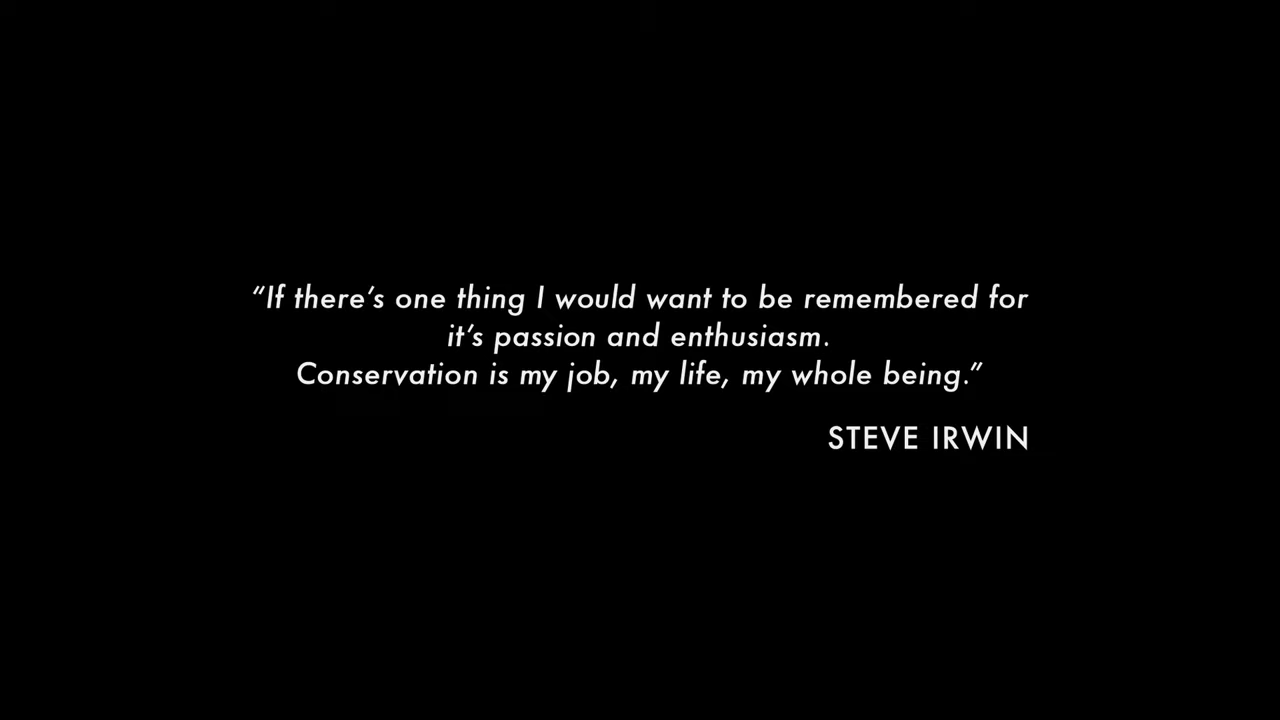 “If there’s one thing I would want to be remembered for
it’s passion and enthusiasm.
Conservation is my job, my life, my whole being.”
STEVE IRWIN